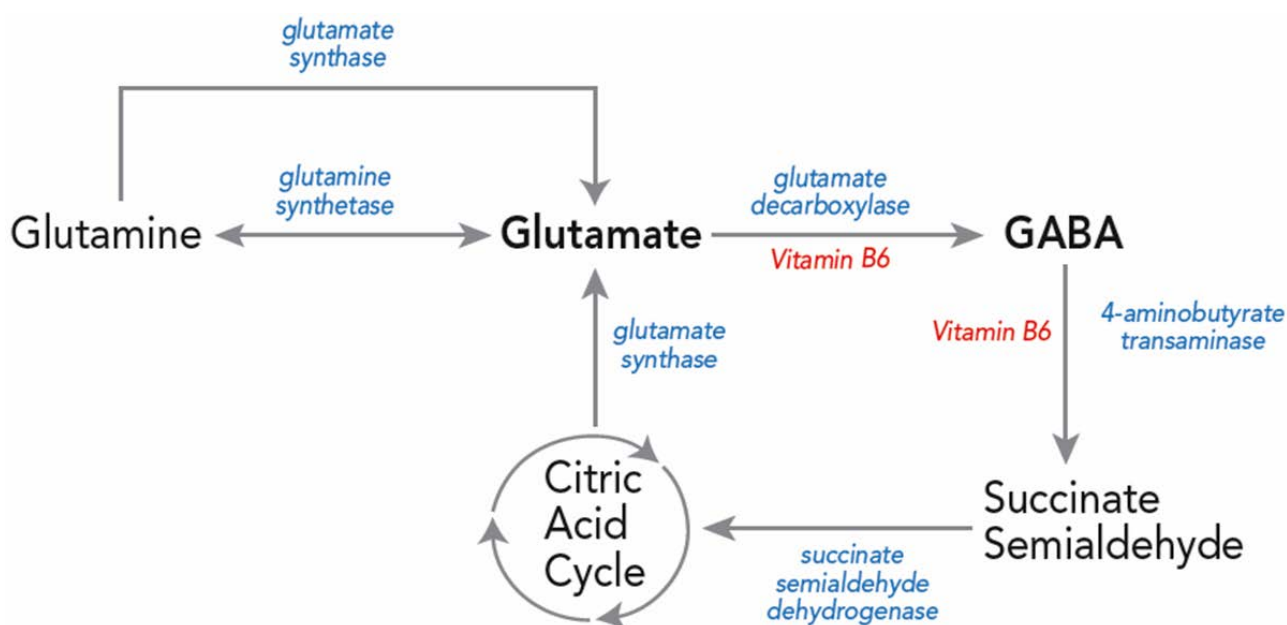 glutamate
synthase
glutamine
synthetase
glutamate
decarboxylase
Glutamine
Glutamate
GABA
Vitamin B6
glutamate
synthase
Vitamin B6
4-aminobutyrate
transaminase
Citric
Acid
Cycle
Succinate
Semialdehyde
succinate
semialdehyde
dehydrogenase